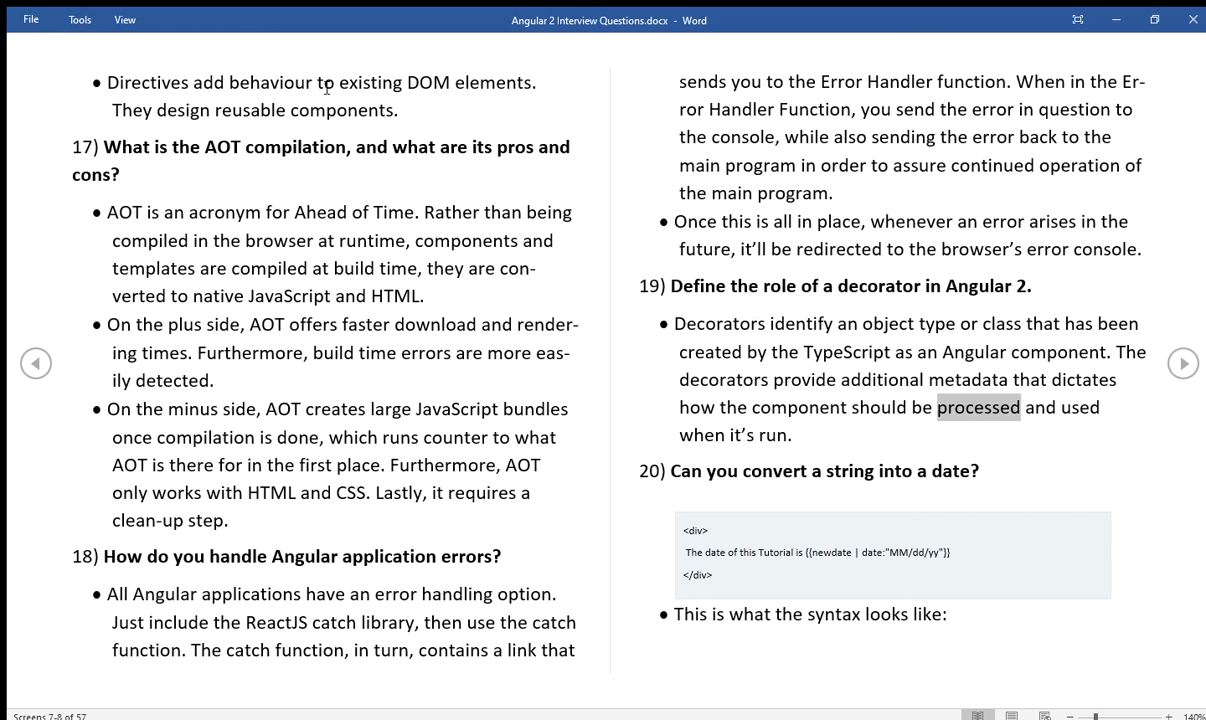 File Tools View Angular 2 Interview Questions.docx - Word
• Directives add behaviour to existing DOM elements.
They design reusable components.
17) What is the AOT compilation, and what are its pros and
cons?
• AOT is an acronym for Ahead of Time. Rather than being
compiled in the browser at runtime, components and
templates are compiled at build time, they are con-
verted to native JavaScript and HTML.
• On the plus side, AOT offers faster download and render-
ing times. Furthermore, build time errors are more eas-
ily detected.
• On the minus side, AOT creates large JavaScript bundles
once compilation is done, which runs counter to what
AOT is there for in the first place. Furthermore, AOT
only works with HTML and CSS. Lastly, it requires a
clean-up step.
18) How do you handle Angular application errors?
• All Angular applications have an error handling option.
Just include the ReactJS catch library, then use the catch
function. The catch function, in turn, contains a link that
sends you to the Error Handler function. When in the Er-
ror Handler Function, you send the error in question to
the console, while also sending the error back to the
main program in order to assure continued operation of
the main program.
• Once this is all in place, whenever an error arises in the
future, it’ll be redirected to the browser’s error console.
19) Define the role of a decorator in Angular 2.
• Decorators identify an object type or class that has been
created by the TypeScript as an Angular component. The
decorators provide additional metadata that dictates
how the component should be processed and used
when it’s run.
20) Can you convert a string into a date?
<div>
The date of this Tutorial is {{newdate | date:"MM/dd/yy"}}
</div>
• This is what the syntax looks like:
Screens 7-8 of 57 140%